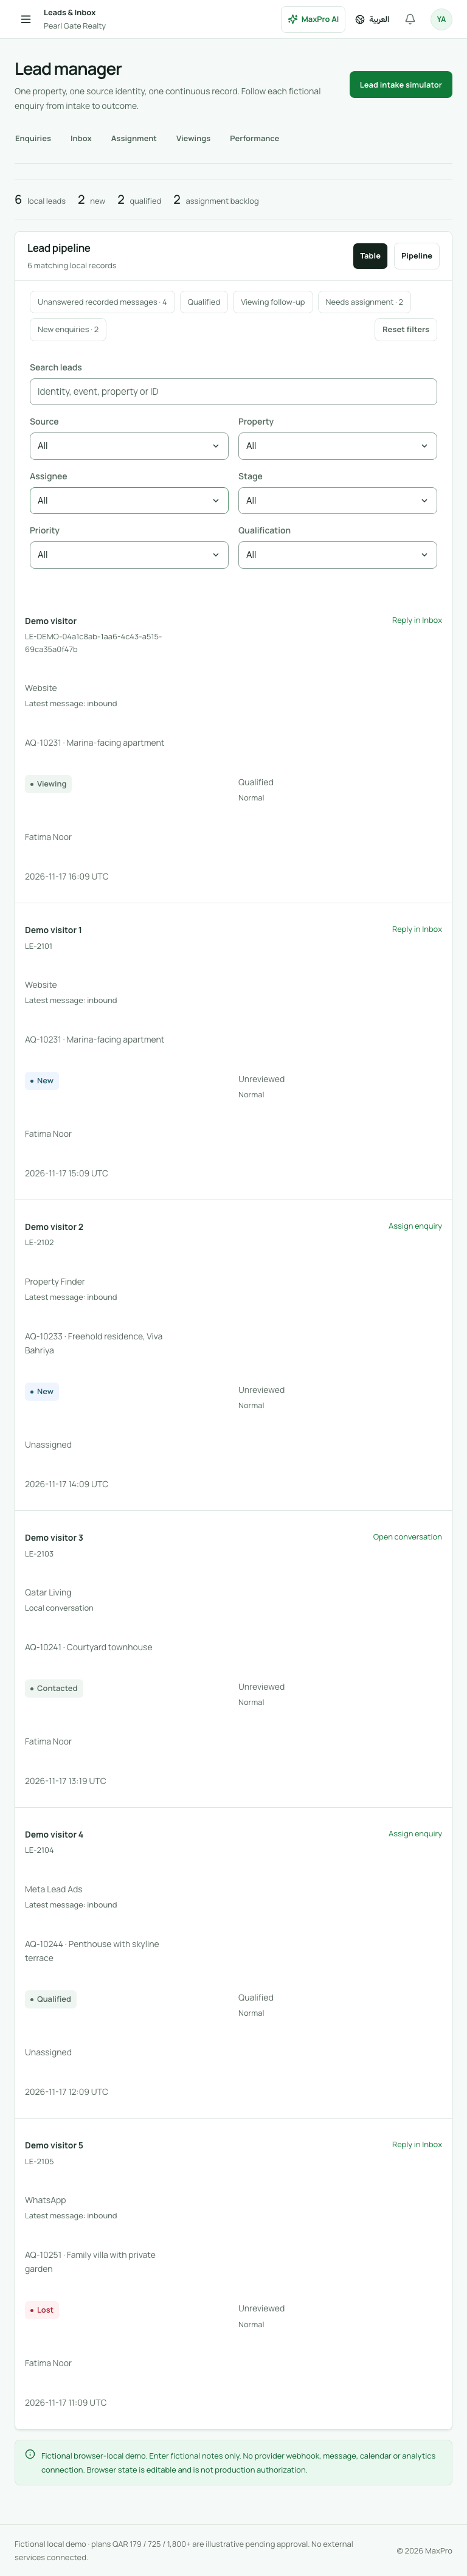 Leads & Inbox
Pearl Gate Realty
MaxPro AI
العربية
YA
Lead manager
One property, one source identity, one continuous record. Follow each fictional
enquiry from intake to outcome.
Lead intake simulator
Enquiries Inbox Assignment Viewings Performance
6 local leads 2 new 2 qualified 2 assignment backlog
Lead pipeline
6 matching local records
Table Pipeline
Unanswered recorded messages · 4 Qualified Viewing follow-up Needs assignment · 2
New enquiries · 2 Reset filters
Search leads
Identity, event, property or ID
Source Property
All All
Assignee Stage
All All
Priority Qualification
All All
Demo visitor Reply in Inbox
LE-DEMO-04a1c8ab-1aa6-4c43-a515-
69ca35a0f47b
Website
Latest message: inbound
AQ-10231 · Marina-facing apartment
Viewing Qualified
Normal
Fatima Noor
2026-11-17 16:09 UTC
Demo visitor 1 Reply in Inbox
LE-2101
Website
Latest message: inbound
AQ-10231 · Marina-facing apartment
New Unreviewed
Normal
Fatima Noor
2026-11-17 15:09 UTC
Demo visitor 2 Assign enquiry
LE-2102
Property Finder
Latest message: inbound
AQ-10233 · Freehold residence, Viva
Bahriya
New Unreviewed
Normal
Unassigned
2026-11-17 14:09 UTC
Demo visitor 3 Open conversation
LE-2103
Qatar Living
Local conversation
AQ-10241 · Courtyard townhouse
Contacted Unreviewed
Normal
Fatima Noor
2026-11-17 13:19 UTC
Demo visitor 4 Assign enquiry
LE-2104
Meta Lead Ads
Latest message: inbound
AQ-10244 · Penthouse with skyline
terrace
Qualified Qualified
Normal
Unassigned
2026-11-17 12:09 UTC
Demo visitor 5 Reply in Inbox
LE-2105
WhatsApp
Latest message: inbound
AQ-10251 · Family villa with private
garden
Lost Unreviewed
Normal
Fatima Noor
2026-11-17 11:09 UTC
Fictional browser-local demo. Enter fictional notes only. No provider webhook, message, calendar or analytics
connection. Browser state is editable and is not production authorization.
Fictional local demo · plans QAR 179 / 725 / 1,800+ are illustrative pending approval. No external
services connected.
© 2026 MaxPro